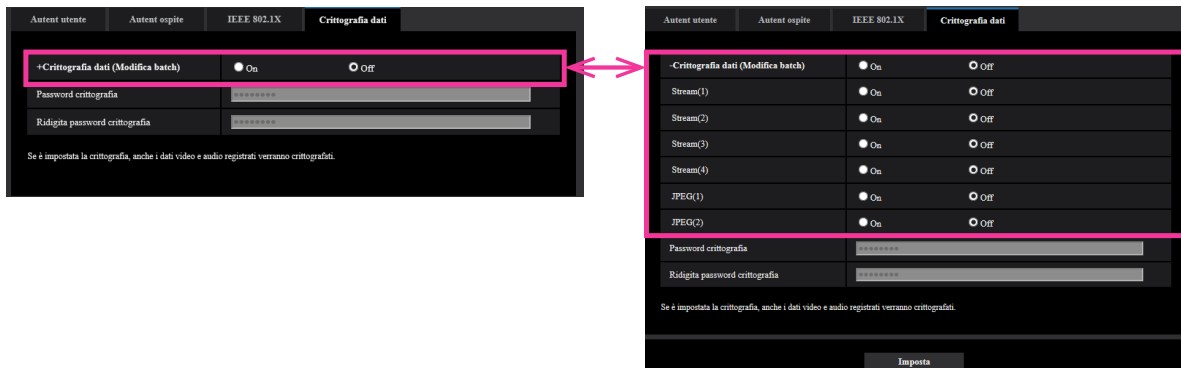 Autent utente Autent ospite IEEE 802.1X Crittografia dati
+Crittografia dati (Modifica batch) On Off
Password crittografia ••••••••
Ridigita password crittografia ••••••••
Se è impostata la crittografia, anche i dati video e audio registrati verranno crittografati.
Autent utente Autent ospite IEEE 802.1X Crittografia dati
-Crittografia dati (Modifica batch) On Off
Stream(1) On Off
Stream(2) On Off
Stream(3) On Off
Stream(4) On Off
JPEG(1) On Off
JPEG(2) On Off
Password crittografia ••••••••
Ridigita password crittografia ••••••••
Se è impostata la crittografia, anche i dati video e audio registrati verranno crittografati.
Imposta